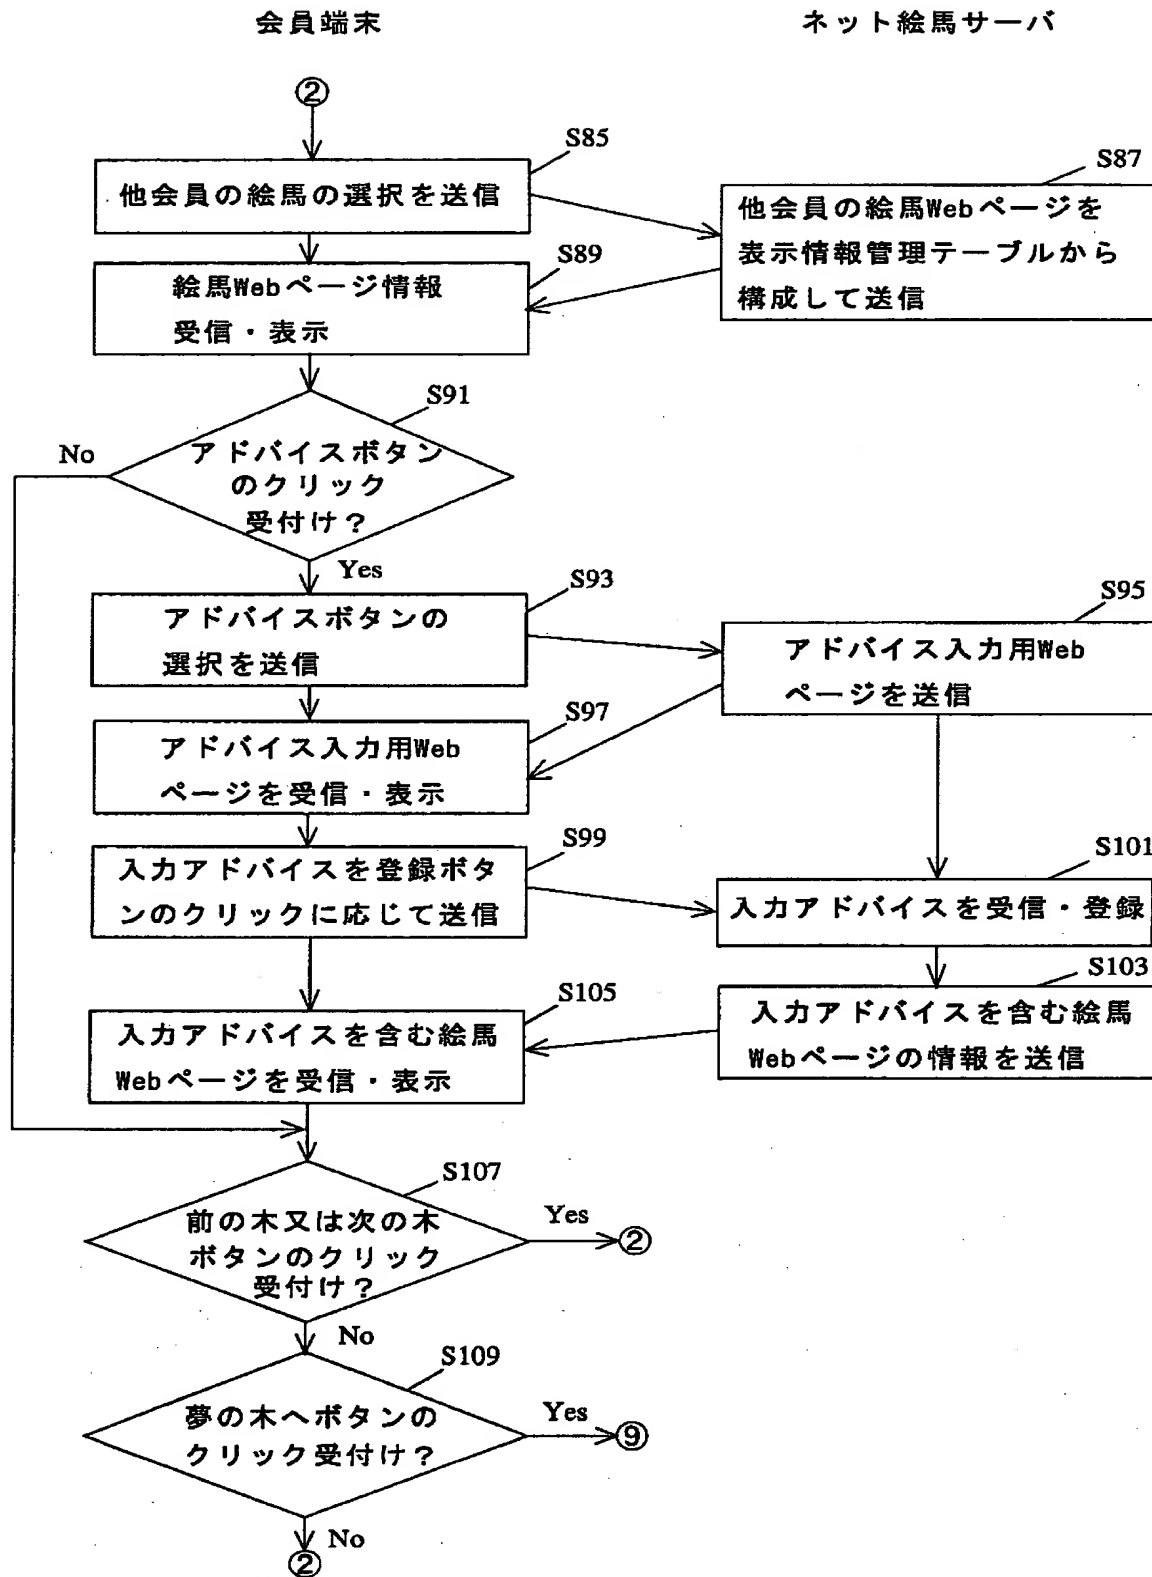 会員端末
ネット絵馬サーバ
②
S85
他会員の絵馬の選択を送信
S87
他会員の絵馬Webページを
表示情報管理テーブルから
構成して送信
S89
絵馬Webページ情報
受信・表示
S91
アドバイスボタン
のクリック
受付け?
No
Yes
S93
アドバイスボタンの
選択を送信
S95
アドバイス入力用Web
ページを送信
S97
アドバイス入力用Web
ページを受信・表示
S99
入力アドバイスを登録ボタ
ンのクリックに応じて送信
S101
入力アドバイスを受信・登録
S103
入力アドバイスを含む絵馬
Webページの情報を送信
S105
入力アドバイスを含む絵馬
Webページを受信・表示
S107
前の木又は次の木
ボタンのクリック
受付け?
Yes
②
No
S109
夢の木へボタンの
クリック受付け?
Yes
⑨
No
②